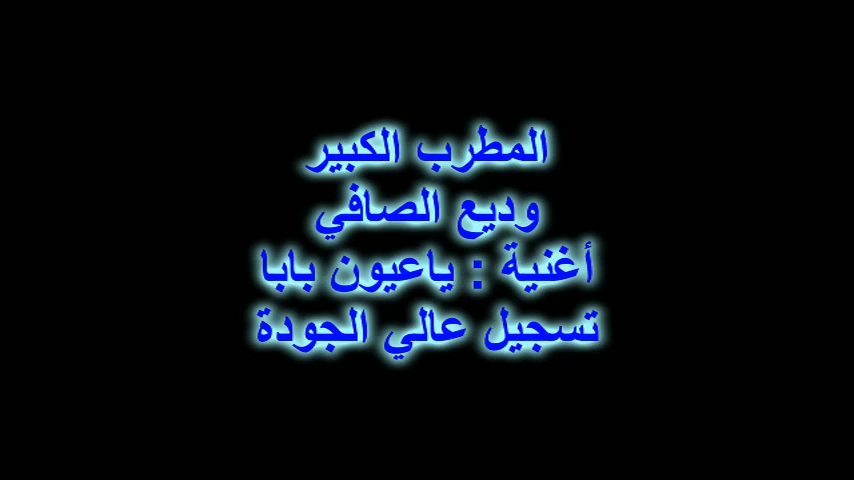 المطرب الكبير
وديع الصافي
أغنية : ياعيون بابا
تسجيل عالي الجودة